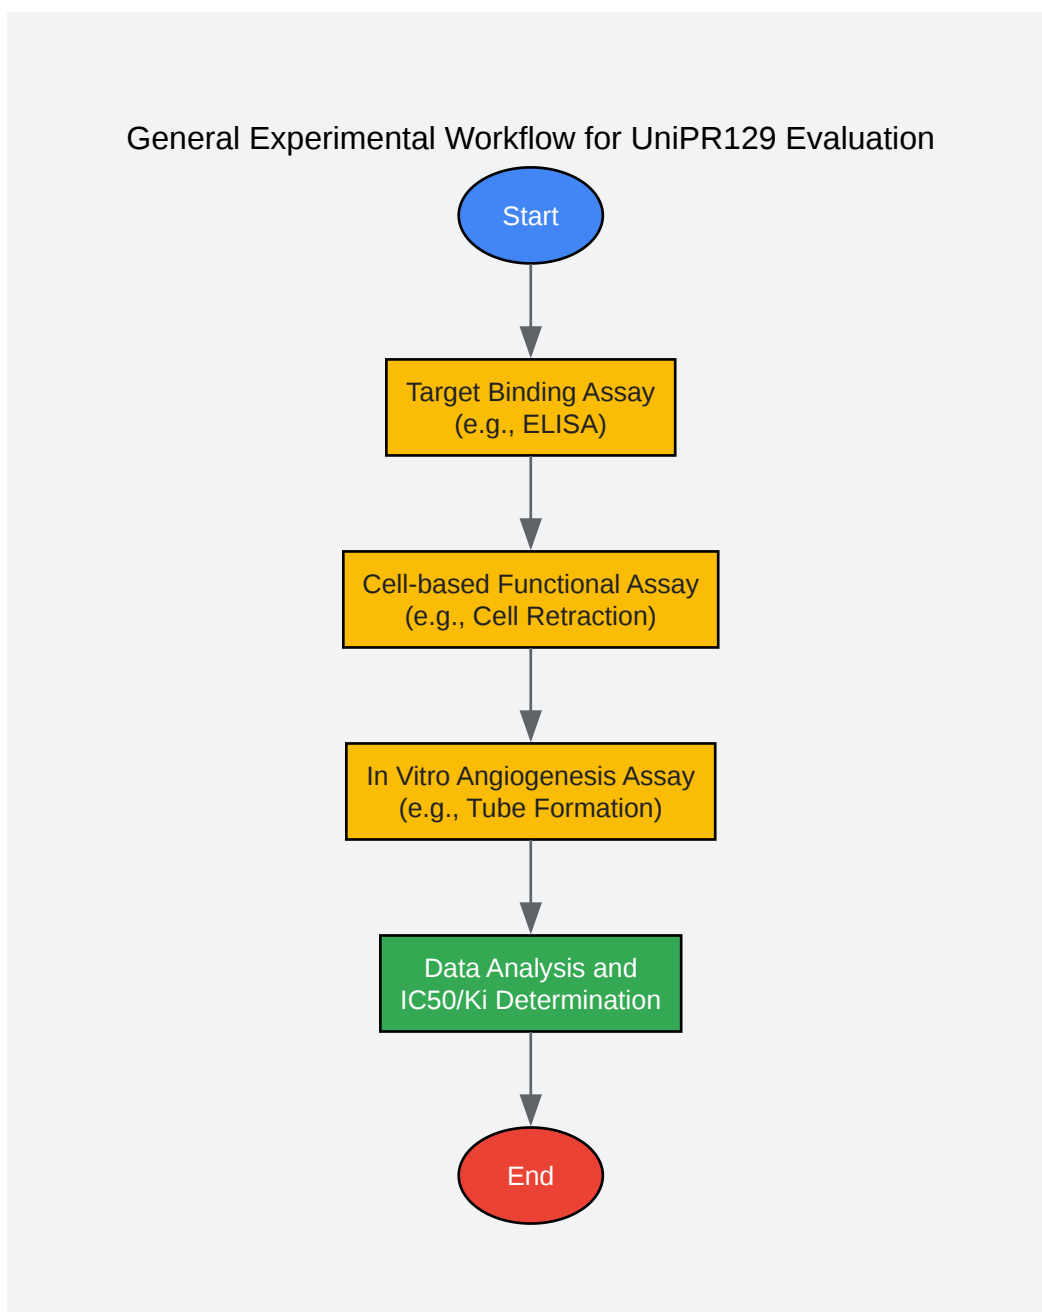 General Experimental Workflow for UniPR129 Evaluation
Start
Target Binding Assay
(e.g., ELISA)
Cell-based Functional Assay
(e.g., Cell Retraction)
In Vitro Angiogenesis Assay
(e.g., Tube Formation)
Data Analysis and
IC50/Ki Determination
End